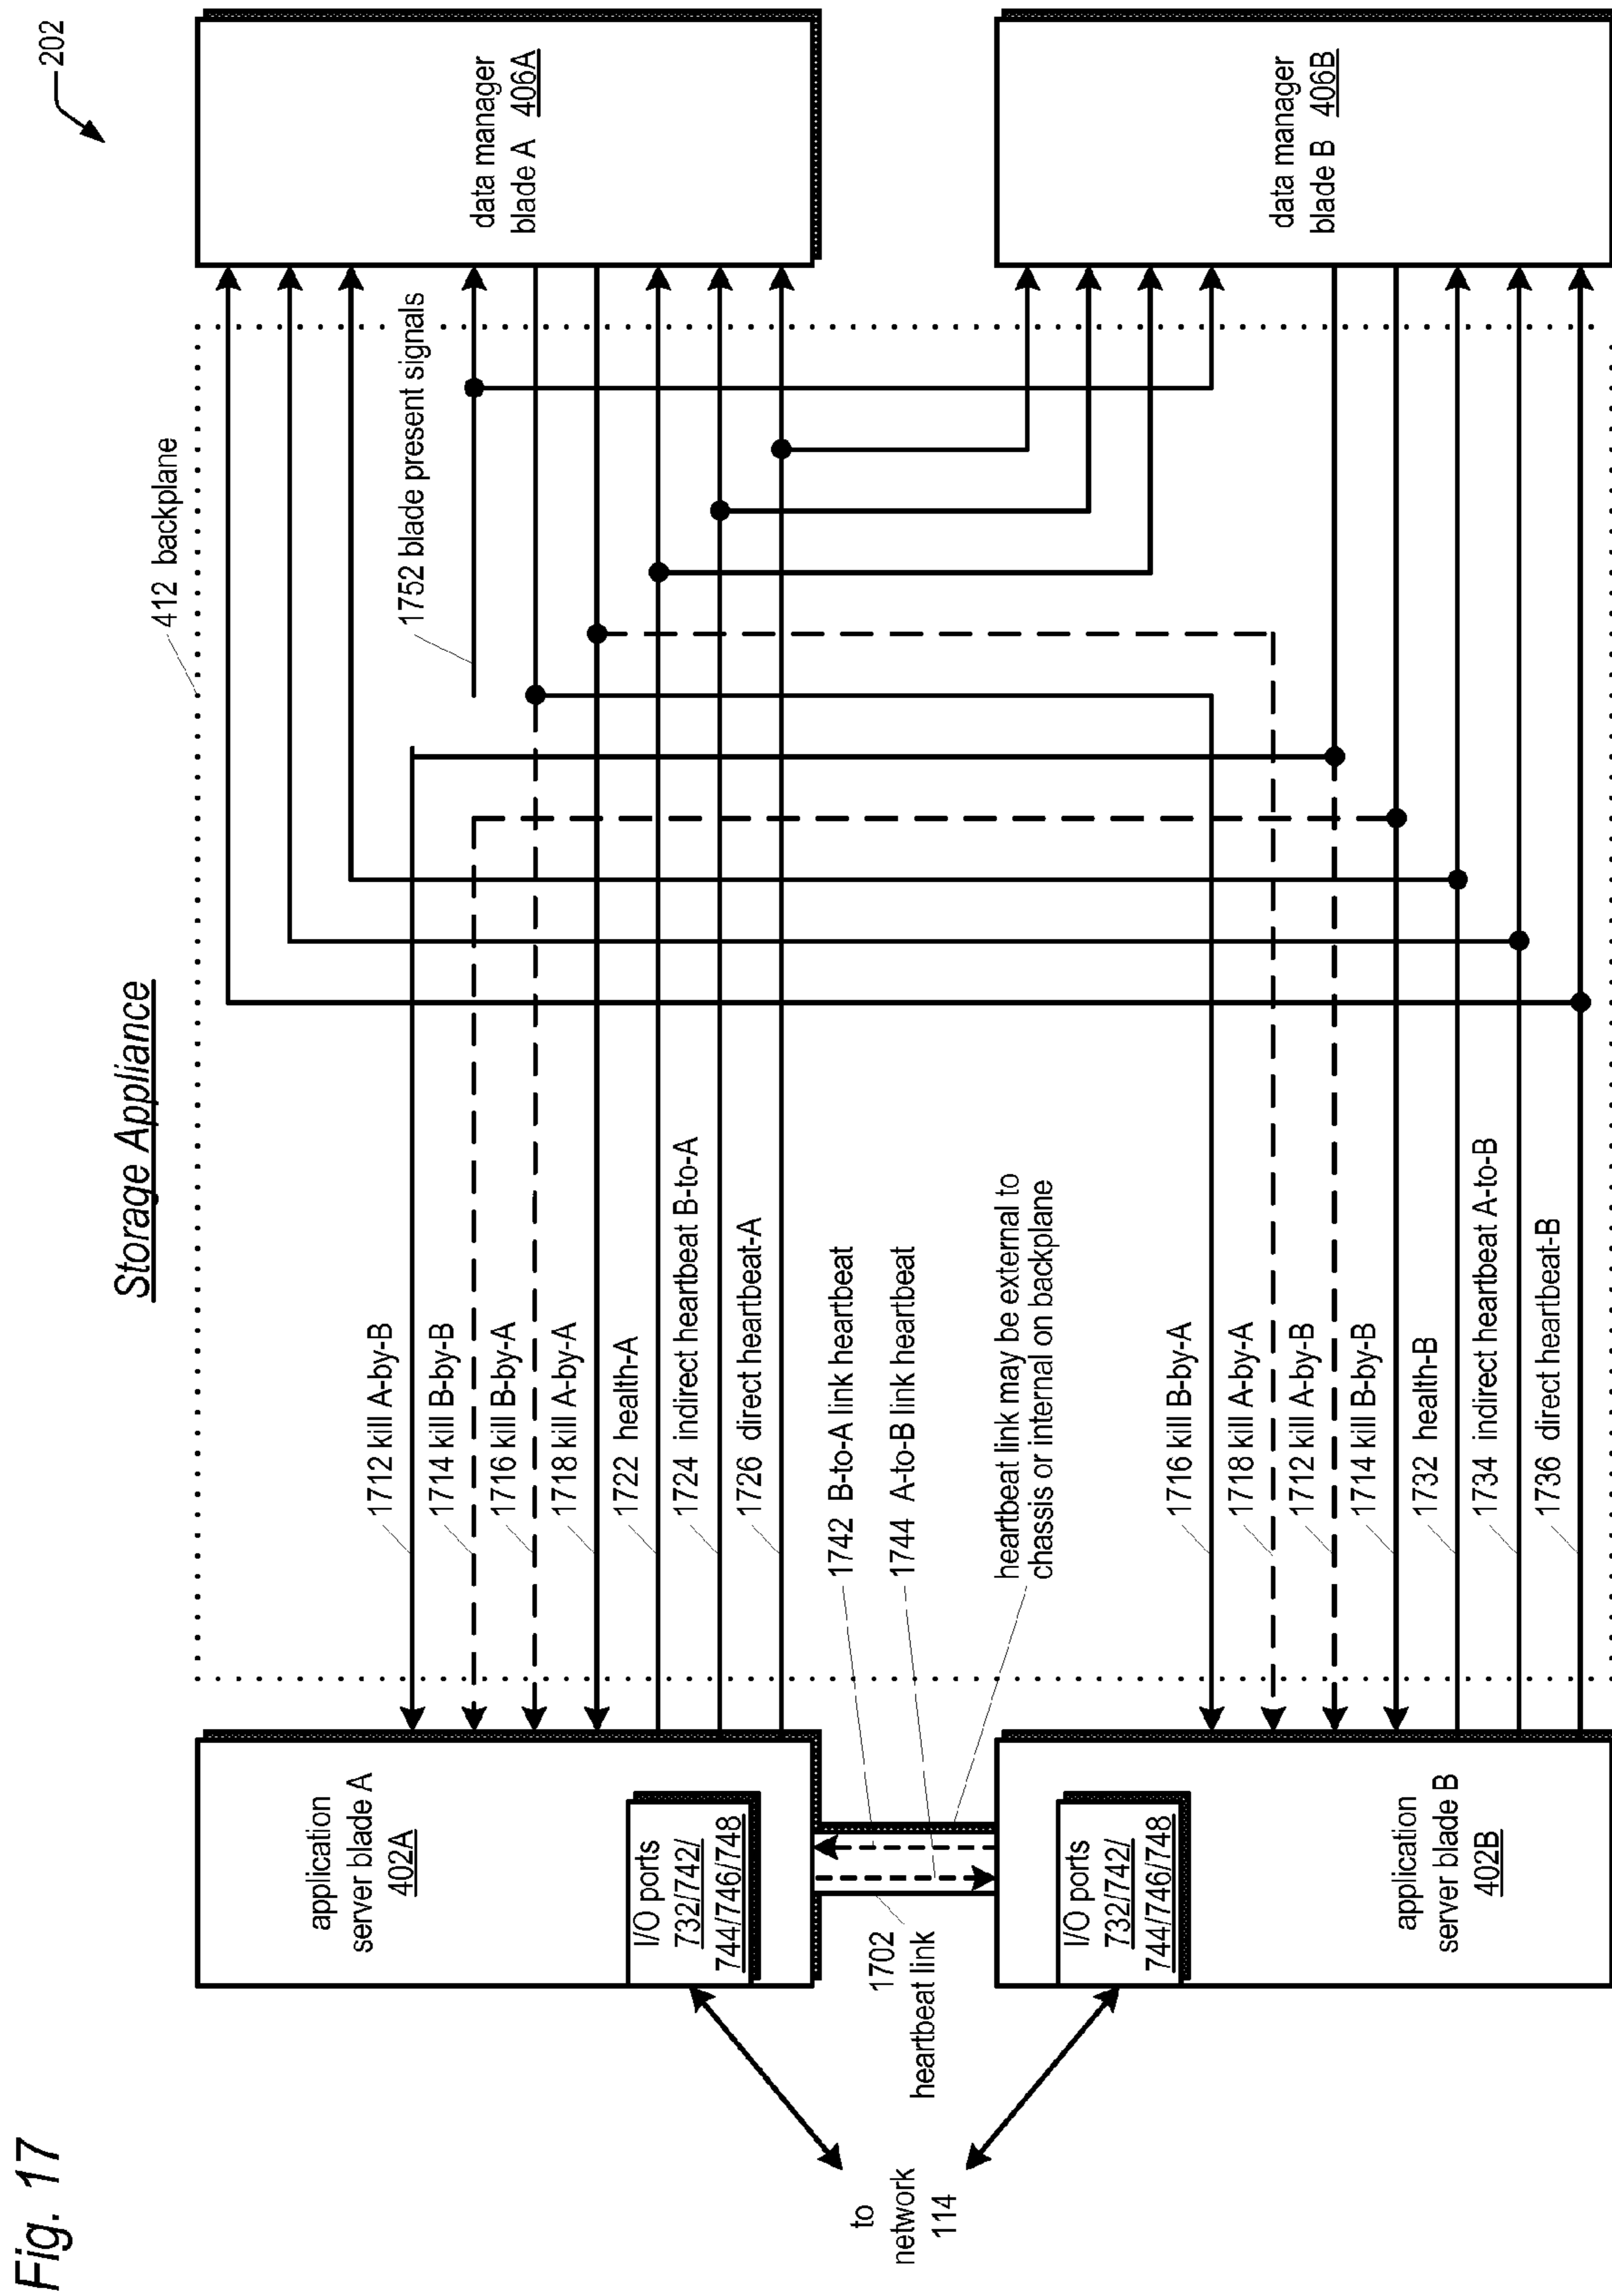 Fig. 17
Storage Appliance
202
412 backplane
application
server blade A
402A
I/O ports
732/742/
744/746/748
1712 kill A-by-B
1714 kill B-by-B
1716 kill B-by-A
1718 kill A-by-A
1722 health-A
1724 indirect heartbeat B-to-A
1726 direct heartbeat-A
1752 blade present signals
data manager
blade A 406A
to
network
114
1702
heartbeat link
1742 B-to-A link heartbeat
1744 A-to-B link heartbeat
heartbeat link may be external to
chassis or internal on backplane
I/O ports
732/742/
744/746/748
application
server blade B
402B
1716 kill B-by-A
1718 kill A-by-A
1712 kill A-by-B
1714 kill B-by-B
1732 health-B
1734 indirect heartbeat A-to-B
1736 direct heartbeat-B
data manager
blade B 406B